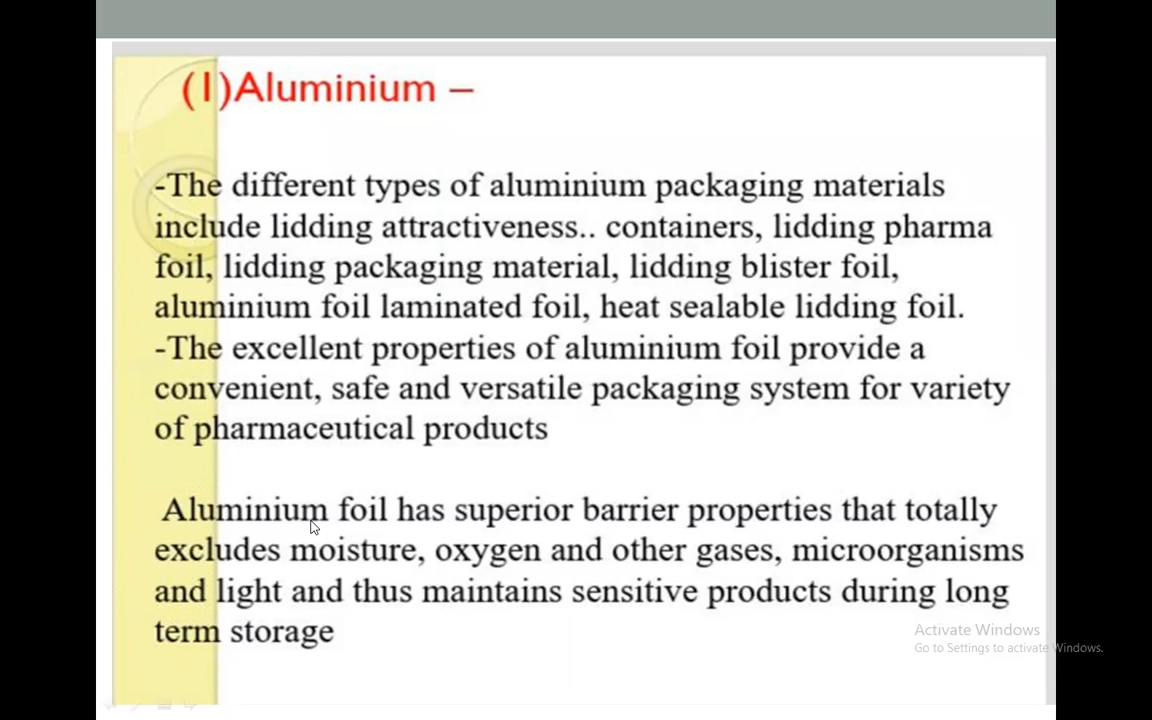 (I)Aluminium –
-The different types of aluminium packaging materials
include lidding attractiveness.. containers, lidding pharma
foil, lidding packaging material, lidding blister foil,
aluminium foil laminated foil, heat sealable lidding foil.
-The excellent properties of aluminium foil provide a
convenient, safe and versatile packaging system for variety
of pharmaceutical products
Aluminium foil has superior barrier properties that totally
excludes moisture, oxygen and other gases, microorganisms
and light and thus maintains sensitive products during long
term storage
Activate Windows
Go to Settings to activate Windows.